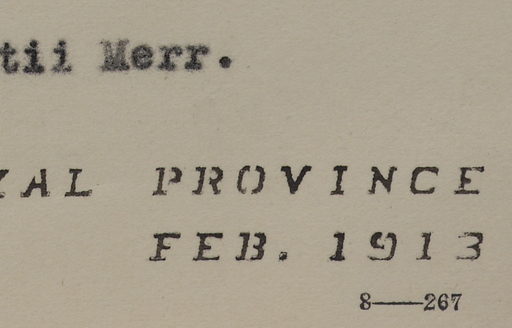 tii Merr.
AL PROVINCE
FEB. 1913
8——267